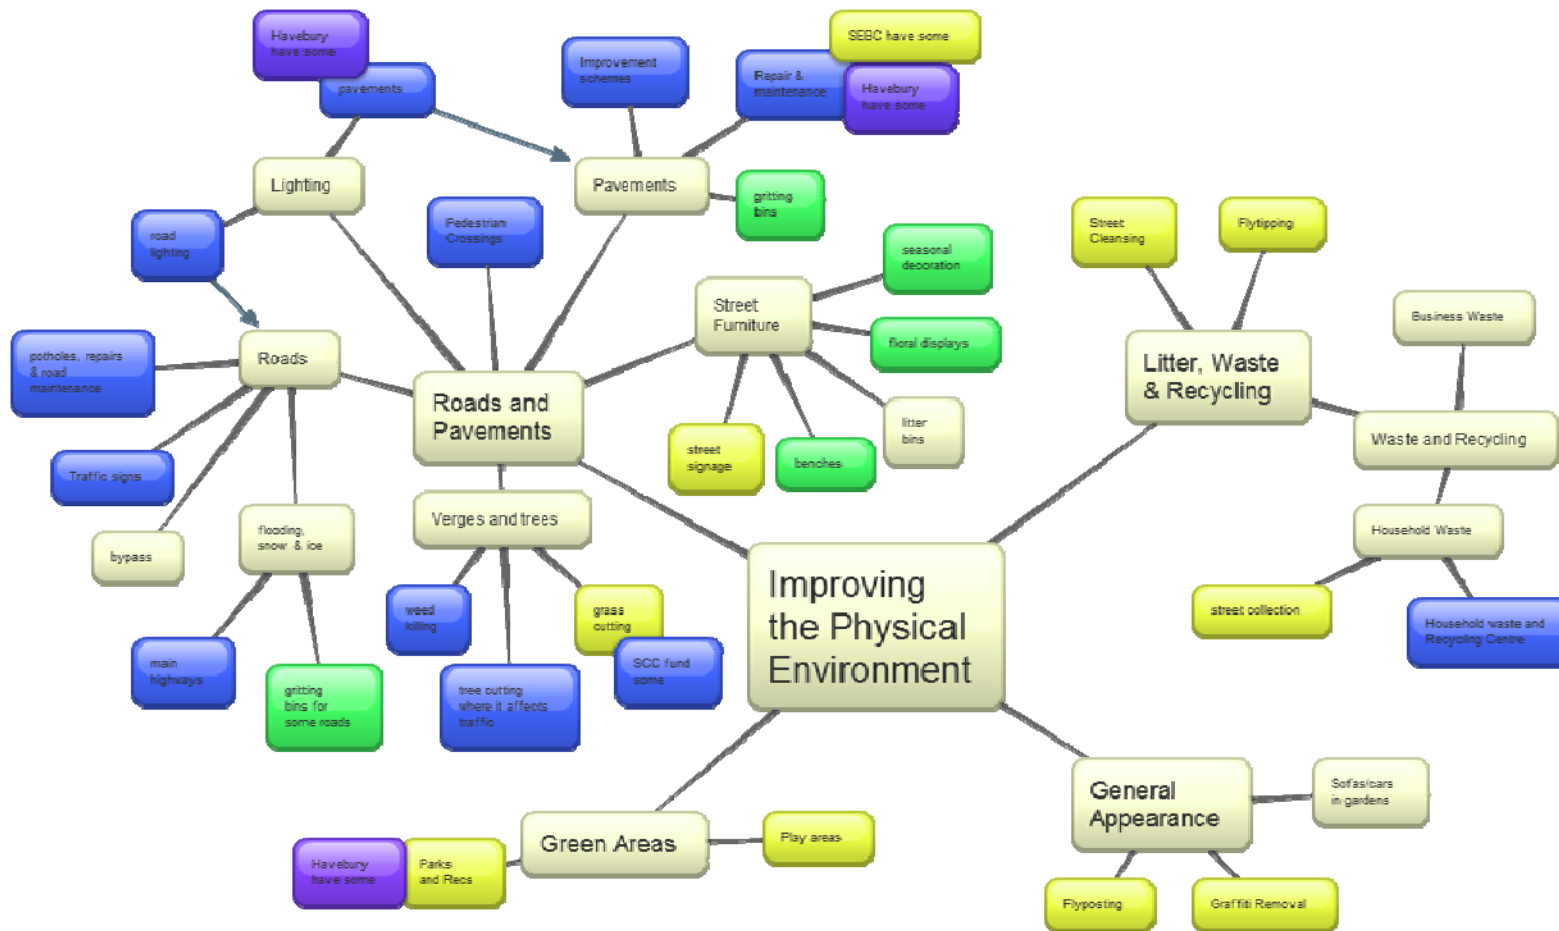 Havebury
have some
pavements
Improvement
schemes
SEBC have some
Repair &
maintenance
Havebury
have some
Lighting
Pavements
gritting
bins
road
lighting
Pedestrian
Crossings
seasonal
decoration
Street
Furniture
floral displays
Street
Cleansing
Flytipping
Business Waste
Roads
potholes, repairs
& road
maintenance
Roads and
Pavements
litter
bins
street
signage
benches
Litter, Waste
& Recycling
Waste and Recycling
Traffic signs
bypass
flooding,
snow & ice
Verges and trees
Household Waste
street collection
Household waste and
Recycling Centre
weed
killing
grass
cutting
SCC fund
some
main
highways
gritting
bins for
some roads
tree cutting
where it affects
traffic
Improving
the Physical
Environment
General
Appearance
Sofas/cars
in gardens
Green Areas
Play areas
Havebury
have some
Parks
and Recs
Flyposting
Graffiti Removal